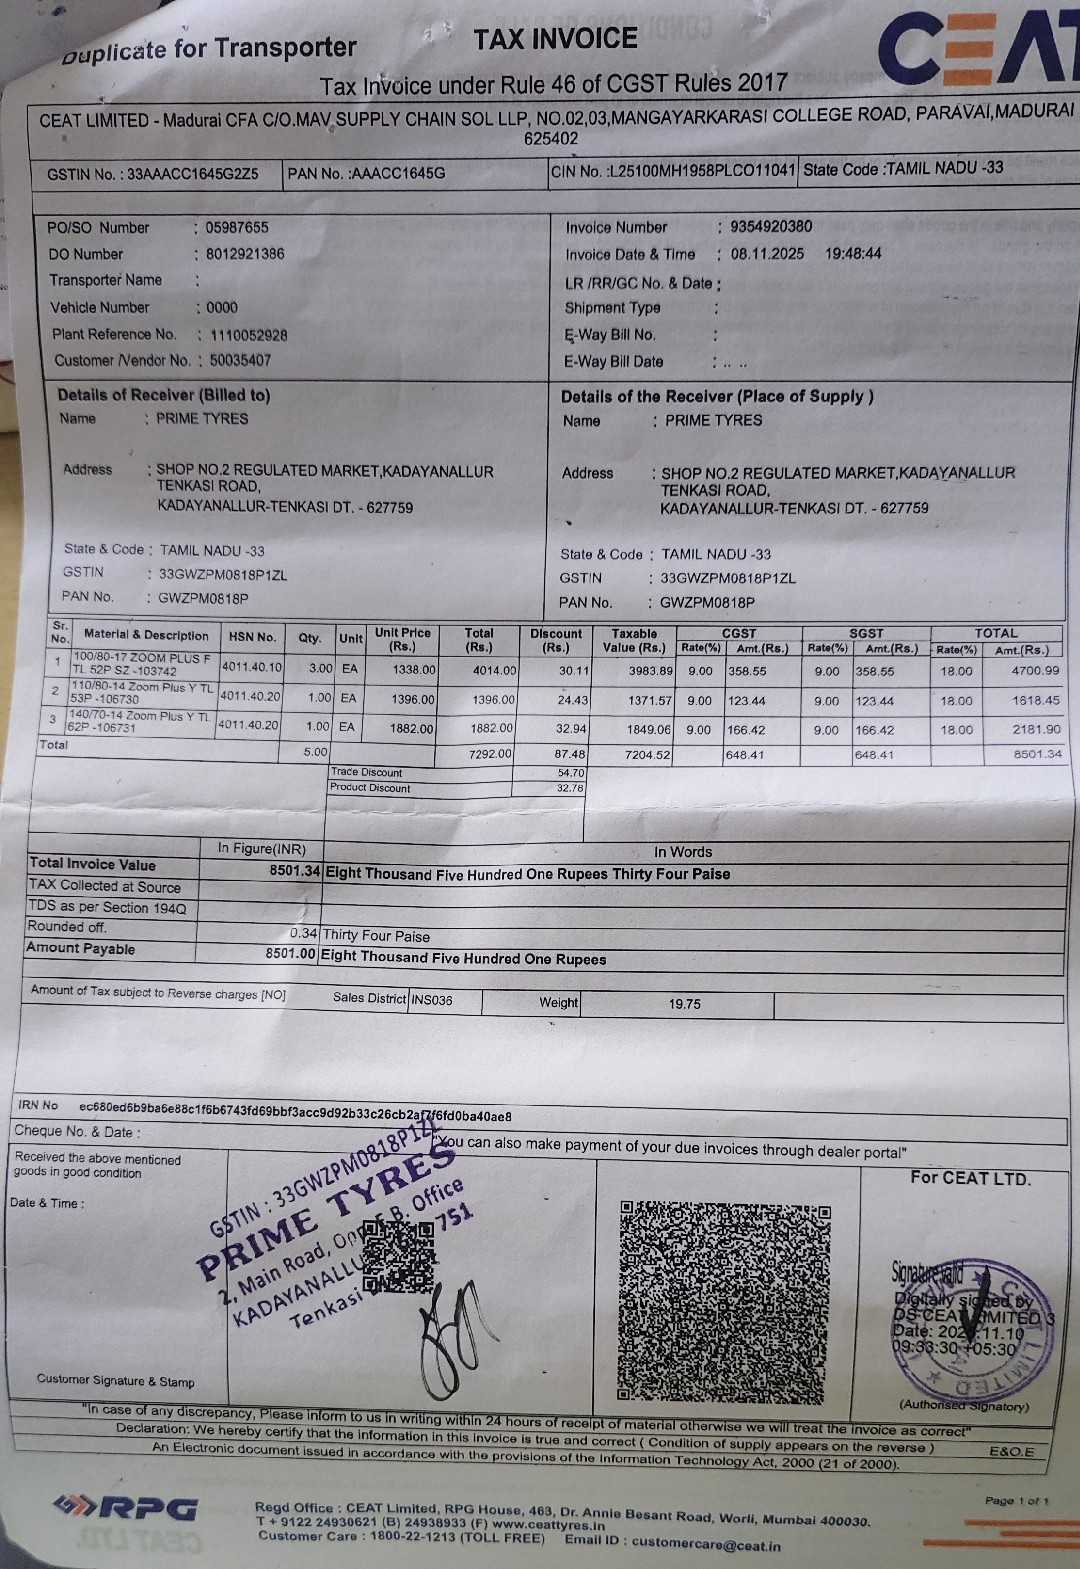 Duplicate for Transporter
TAX INVOICE
CEAT
Tax Invoice under Rule 46 of CGST Rules 2017
CEAT LIMITED - Madurai CFA C/O.MAV SUPPLY CHAIN SOL LLP, NO.02,03,MANGAYARKARASI COLLEGE ROAD, PARAVAI,MADURAI
625402
GSTIN No. : 33AAACC1645G2Z5 PAN No. :AAACC1645G CIN No. :L25100MH1958PLCO11041 State Code :TAMIL NADU -33
PO/SO Number : 05987655
DO Number : 8012921386
Transporter Name :
Vehicle Number : 0000
Plant Reference No. : 1110052928
Customer /Vendor No. : 50035407
Invoice Number : 9354920380
Invoice Date & Time : 08.11.2025 19:48:44
LR /RR/GC No. & Date :
Shipment Type :
E-Way Bill No. :
E-Way Bill Date : .. ..
Details of Receiver (Billed to)
Name : PRIME TYRES
Address : SHOP NO.2 REGULATED MARKET,KADAYANALLUR
TENKASI ROAD,
KADAYANALLUR-TENKASI DT. - 627759
State & Code : TAMIL NADU -33
GSTIN : 33GWZPM0818P1ZL
PAN No. : GWZPM0818P
Details of the Receiver (Place of Supply )
Name : PRIME TYRES
Address : SHOP NO.2 REGULATED MARKET,KADAYANALLUR
TENKASI ROAD,
KADAYANALLUR-TENKASI DT. - 627759
State & Code : TAMIL NADU -33
GSTIN : 33GWZPM0818P1ZL
PAN No. : GWZPM0818P
Sr. No. Material & Description HSN No. Qty. Unit Unit Price (Rs.) Total (Rs.) Discount (Rs.) Taxable Value (Rs.) CGST SGST TOTAL
Rate(%) Amt.(Rs.) Rate(%) Amt.(Rs.) Rate(%) Amt.(Rs.)
1 100/80-17 ZOOM PLUS F TL 52P SZ -103742 4011.40.10 3.00 EA 1338.00 4014.00 30.11 3983.89 9.00 358.55 9.00 358.55 18.00 4700.99
2 110/80-14 Zoom Plus Y TL 53P -106730 4011.40.20 1.00 EA 1396.00 1396.00 24.43 1371.57 9.00 123.44 9.00 123.44 18.00 1618.45
3 140/70-14 Zoom Plus Y TL 62P -106731 4011.40.20 1.00 EA 1882.00 1882.00 32.94 1849.06 9.00 166.42 9.00 166.42 18.00 2181.90
Total 5.00 7292.00 87.48 7204.52 648.41 648.41 8501.34
Trade Discount 54.70
Product Discount 32.78
In Figure(INR) In Words
Total Invoice Value 8501.34 Eight Thousand Five Hundred One Rupees Thirty Four Paise
TAX Collected at Source
TDS as per Section 194Q
Rounded off. 0.34 Thirty Four Paise
Amount Payable 8501.00 Eight Thousand Five Hundred One Rupees
Amount of Tax subject to Reverse charges [NO] Sales District INS036 Weight 19.75
IRN No ec680ed6b9ba6e88c1f6b6743fd69bbf3acc9d92b33c26cb2af7f6fd0ba40ae8
Cheque No. & Date :
"You can also make payment of your due invoices through dealer portal"
Received the above mentioned
goods in good condition
Date & Time :
GSTIN : 33GWZPM0818P1ZL
PRIME TYRES
2, Main Road, Opp. E.B. Office
KADAYANALLU 751
Tenkasi
Customer Signature & Stamp
For CEAT LTD.
Signature valid
Digitally signed by
DS CEAT LIMITED 3
Date: 2025.11.10
09:33:30 +05:30
CEAT LIMITED
(Authorised Signatory)
"In case of any discrepancy, Please inform to us in writing within 24 hours of receipt of material otherwise we will treat the invoice as correct"
Declaration: We hereby certify that the information in this invoice is true and correct ( Condition of supply appears on the reverse )
E&O.E
An Electronic document issued in accordance with the provisions of the Information Technology Act, 2000 (21 of 2000).
Page 1 of 1
RPG
Regd Office : CEAT Limited, RPG House, 463, Dr. Annie Besant Road, Worli, Mumbai 400030.
T + 9122 24930621 (B) 24938933 (F) www.ceattyres.in
Customer Care : 1800-22-1213 (TOLL FREE) Email ID : customercare@ceat.in